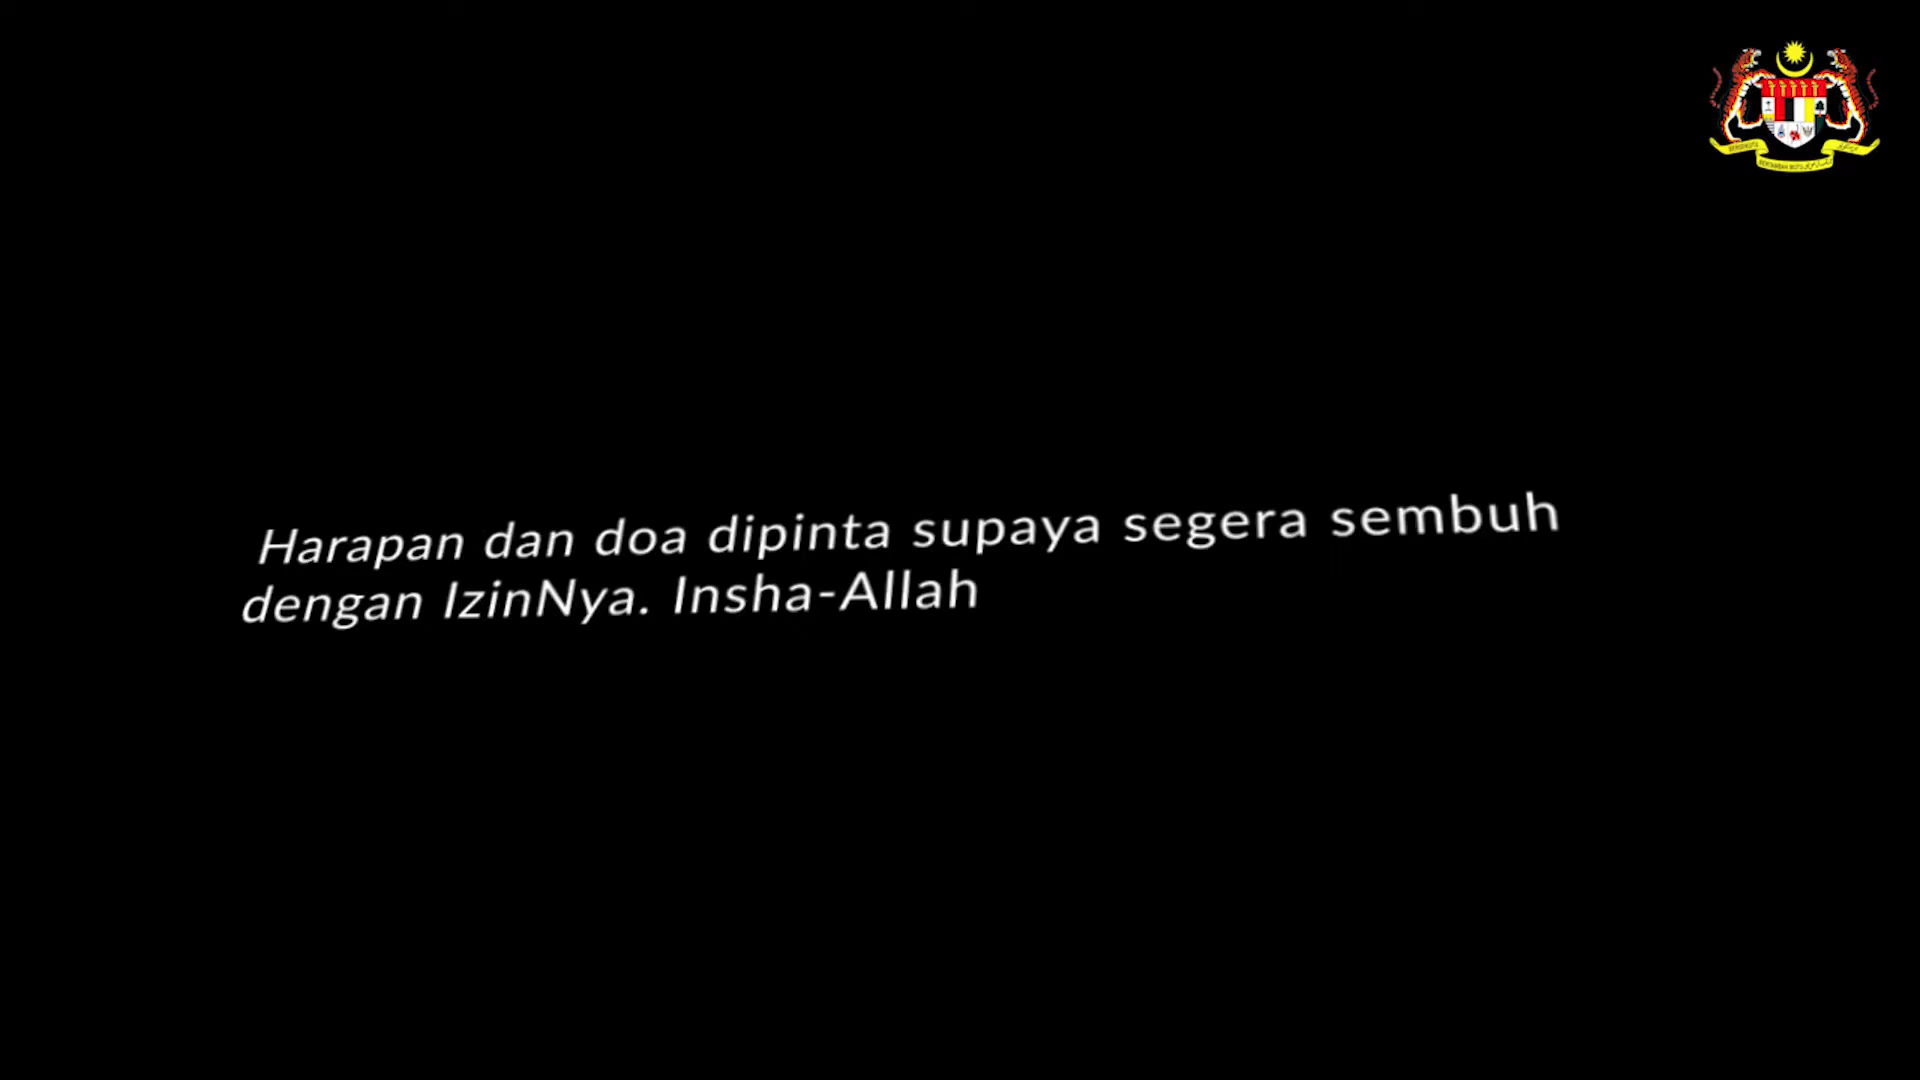 Harapan dan doa dipinta supaya segera sembuh
dengan IzinNya. Insha-Allah